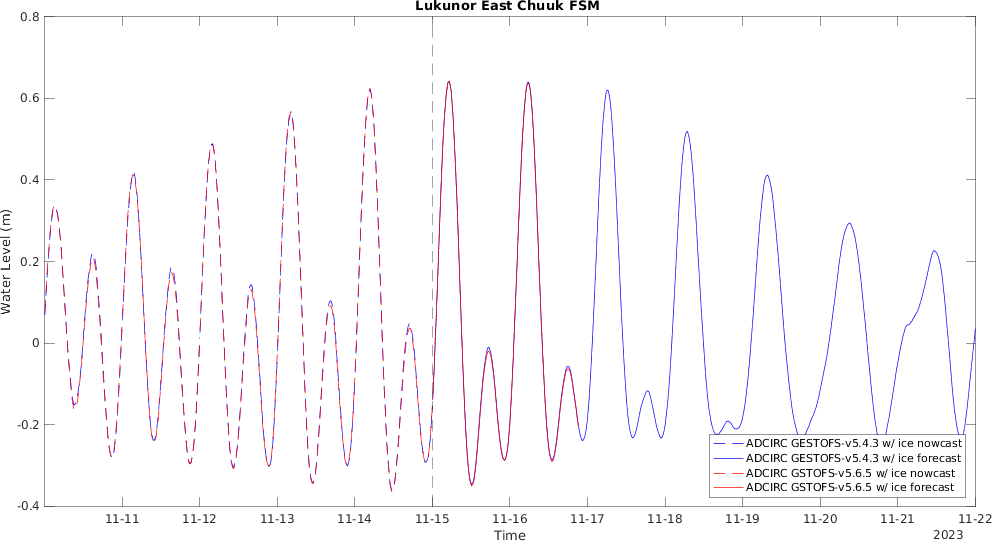 Lukunor East Chuuk FSM
0.8
0.6
0.4
0.2
0
-0.2
-0.4
Water Level (m)
ADCIRC GESTOFS-v5.4.3 w/ ice nowcast
ADCIRC GESTOFS-v5.4.3 w/ ice forecast
ADCIRC GSTOFS-v5.6.5 w/ ice nowcast
ADCIRC GSTOFS-v5.6.5 w/ ice forecast
11-11 11-12 11-13 11-14 11-15 11-16 11-17 11-18 11-19 11-20 11-21 11-22
Time
2023